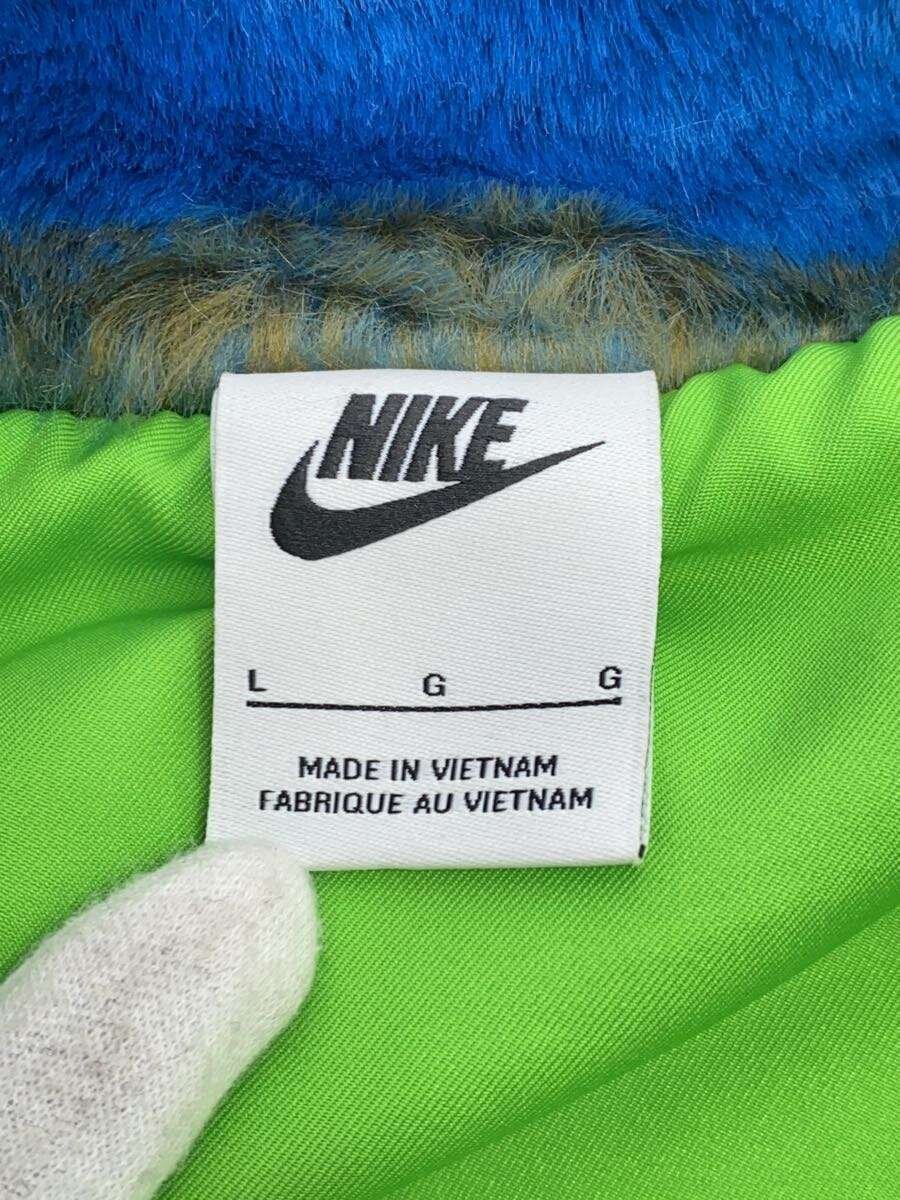 NIKE
L G G
MADE IN VIETNAM
FABRIQUE AU VIETNAM